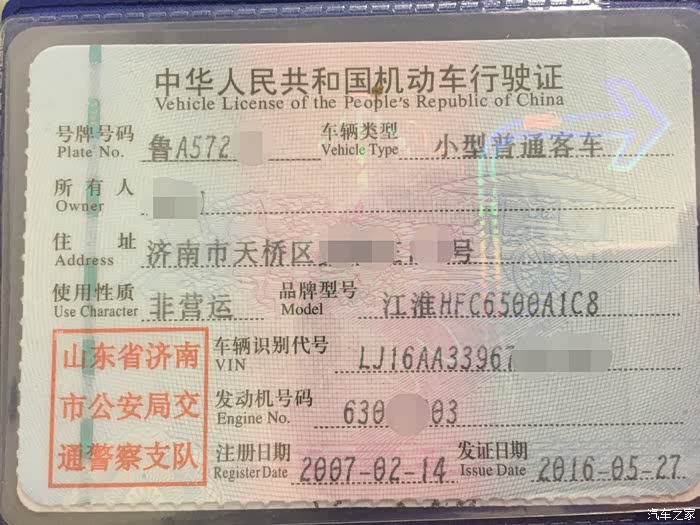 中华人民共和国机动车行驶证
Vehicle License of the People's Republic of China
号牌号码 鲁A572 车辆类型 小型普通客车
Plate No. Vehicle Type
所有人
Owner
住址 济南市天桥区 号
Address
使用性质 非营运 品牌型号 江淮HFC6500A1C8
Use Character Model
山东省济南
市公安局交
通警察支队
车辆识别代号 LJ16AA33967
VIN
发动机号码 630 03
Engine No.
注册日期 2007-02-14 发证日期 2016-05-27
Register Date Issue Date
汽车之家